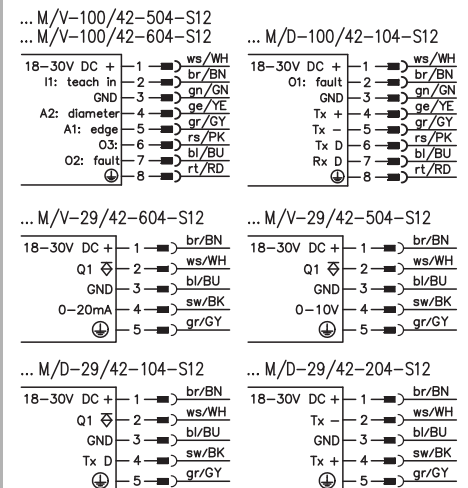 ... M/V-100/42-504-S12
... M/V-100/42-604-S12
18-30V DC + 1 ws/WH
I1: teach in 2 br/BN
GND 3 gn/GN
A2: diameter 4 ge/YE
A1: edge 5 gr/GY
O3: 6 rs/PK
O2: fault 7 bl/BU
8 rt/RD
... M/D-100/42-104-S12
18-30V DC + 1 ws/WH
O1: fault 2 br/BN
GND 3 gn/GN
Tx + 4 ge/YE
Tx - 5 gr/GY
Tx D 6 rs/PK
Rx D 7 bl/BU
8 rt/RD
... M/V-29/42-604-S12
18-30V DC + 1 br/BN
Q1 2 ws/WH
GND 3 bl/BU
0-20mA 4 sw/BK
5 gr/GY
... M/V-29/42-504-S12
18-30V DC + 1 br/BN
Q1 2 ws/WH
GND 3 bl/BU
0-10V 4 sw/BK
5 gr/GY
... M/D-29/42-104-S12
18-30V DC + 1 br/BN
Q1 2 ws/WH
GND 3 bl/BU
Tx D 4 sw/BK
5 gr/GY
... M/D-29/42-204-S12
18-30V DC + 1 br/BN
Tx - 2 ws/WH
GND 3 bl/BU
Tx + 4 sw/BK
5 gr/GY